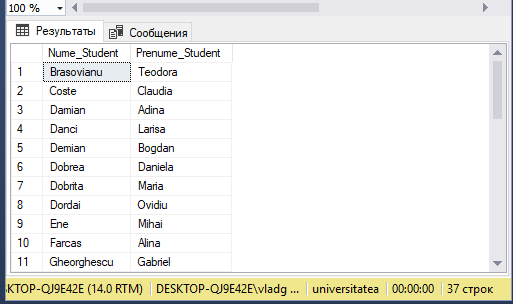 100 %
Результаты Сообщения
Nume_Student Prenume_Student
1 Brasovianu Teodora
2 Coste Claudia
3 Damian Adina
4 Danci Larisa
5 Demian Bogdan
6 Dobrea Daniela
7 Dobrita Maria
8 Dordai Ovidiu
9 Ene Mihai
10 Farcas Alina
11 Gheorghescu Gabriel
SKTOP-QJ9E42E (14.0 RTM) DESKTOP-QJ9E42E\vladg ... universitatea 00:00:00 37 строк